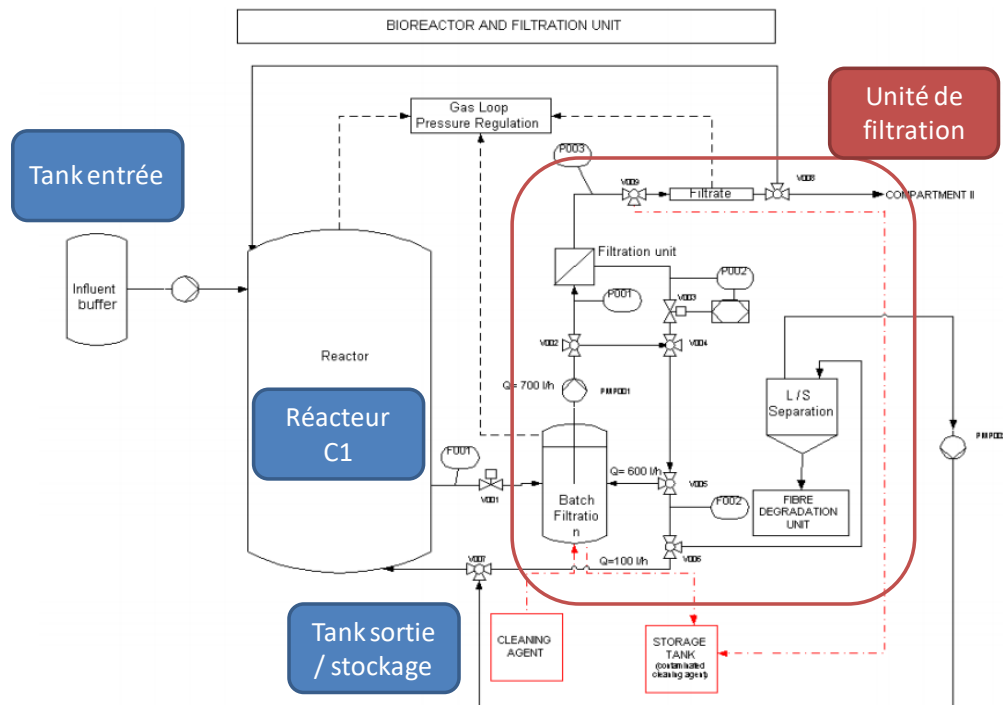 BIOREACTOR AND FILTRATION UNIT
Unité de
filtration
Gas Loop
Pressure Regulation
Tank entrée
P003
V009
Filtrate
V008
COMPARTMENT II
Influent
buffer
Filtration unit
P002
P001
V003
Reactor
V002
V004
Q= 700 l/h
PMP001
L / S
Separation
Réacteur
C1
PMP002
F001
Q= 600 l/h
V005
V001
Batch
Filtratio
n
F002
FIBRE
DEGRADATION
UNIT
V007
Q=100 l/h
V006
Tank sortie
/ stockage
CLEANING
AGENT
STORAGE
TANK
(contaminated
cleaning agent)